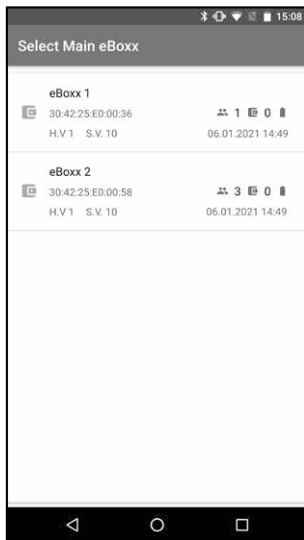 15:08
Select Main eBoxx
eBoxx 1
30:42:25:E0:00:36 1 0
H.V 1 S.V. 10 06.01.2021 14:49
eBoxx 2
30:42:25:E0:00:58 3 0
H.V 1 S.V. 10 06.01.2021 14:49